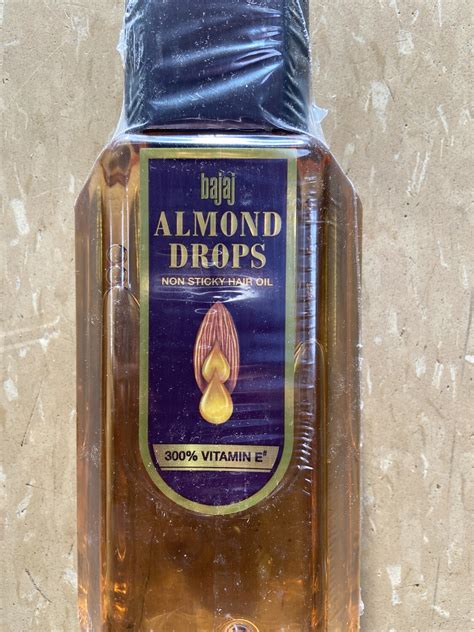 bajaj
ALMOND
DROPS
NON STICKY HAIR OIL
300% VITAMIN E#